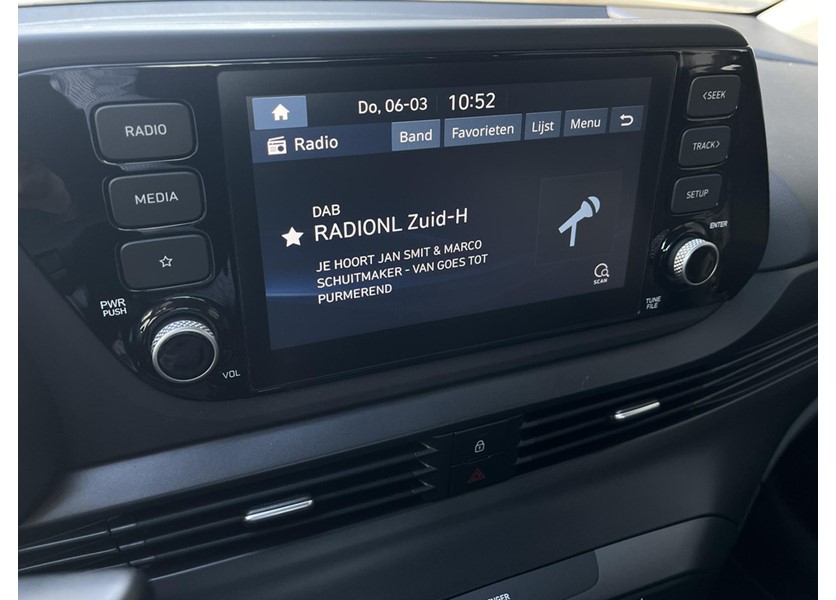 RADIO
MEDIA
PWR
PUSH
VOL
Do, 06-03 10:52
Radio Band Favorieten Lijst Menu
DAB
RADIONL Zuid-H
JE HOORT JAN SMIT & MARCO
SCHUITMAKER - VAN GOES TOT
PURMEREND
SCAN
<SEEK
TRACK>
SETUP
ENTER
TUNE
FILE